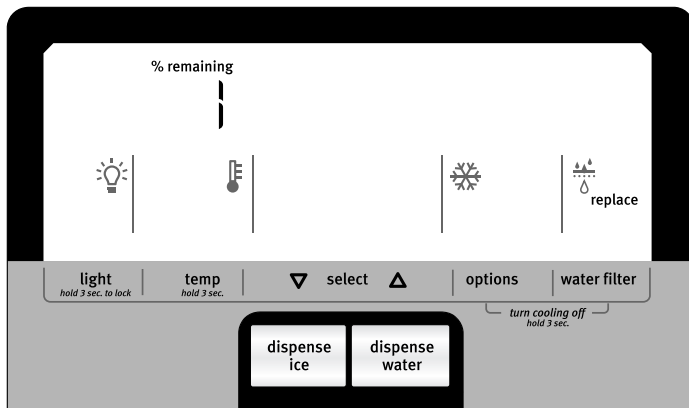 % remaining
1
replace
light
hold 3 sec. to lock
temp
hold 3 sec.
select
options
water filter
turn cooling off
hold 3 sec.
dispense
ice
dispense
water